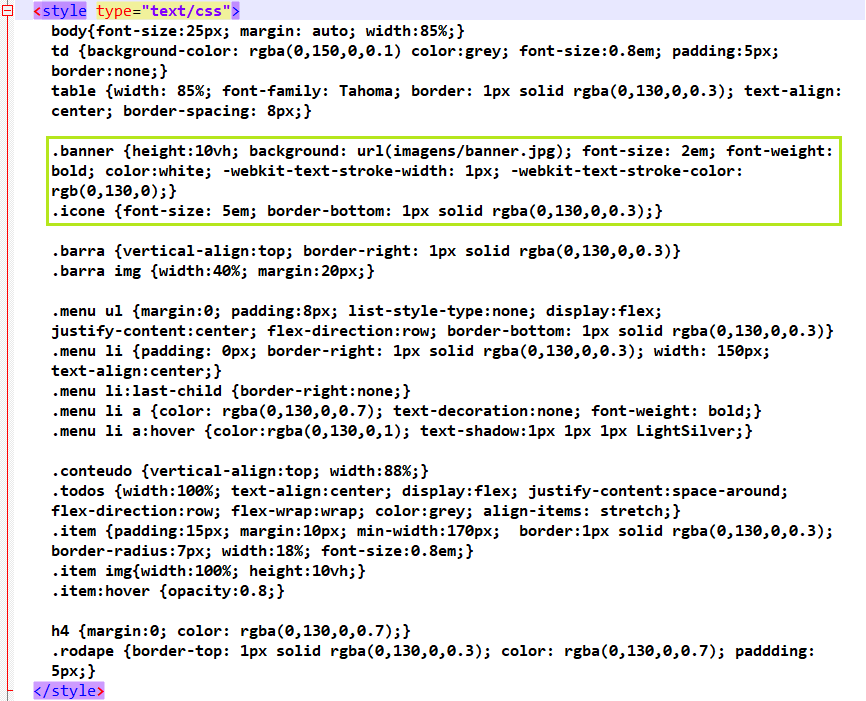 <style type="text/css">
body{font-size:25px; margin: auto; width:85%;}
td {background-color: rgba(0,150,0,0.1) color:grey; font-size:0.8em; padding:5px;
border:none;}
table {width: 85%; font-family: Tahoma; border: 1px solid rgba(0,130,0,0.3); text-align:
center; border-spacing: 8px;}
.banner {height:10vh; background: url(imagens/banner.jpg); font-size: 2em; font-weight:
bold; color:white; -webkit-text-stroke-width: 1px; -webkit-text-stroke-color:
rgb(0,130,0);}
.icone {font-size: 5em; border-bottom: 1px solid rgba(0,130,0,0.3);}
.barra {vertical-align:top; border-right: 1px solid rgba(0,130,0,0.3)}
.barra img {width:40%; margin:20px;}
.menu ul {margin:0; padding:8px; list-style-type:none; display:flex;
justify-content:center; flex-direction:row; border-bottom: 1px solid rgba(0,130,0,0.3)}
.menu li {padding: 0px; border-right: 1px solid rgba(0,130,0,0.3); width: 150px;
text-align:center;}
.menu li:last-child {border-right:none;}
.menu li a {color: rgba(0,130,0,0.7); text-decoration:none; font-weight: bold;}
.menu li a:hover {color:rgba(0,130,0,1); text-shadow:1px 1px 1px LightSilver;}
.conteudo {vertical-align:top; width:88%;}
.todos {width:100%; text-align:center; display:flex; justify-content:space-around;
flex-direction:row; flex-wrap:wrap; color:grey; align-items: stretch;}
.item {padding:15px; margin:10px; min-width:170px;  border:1px solid rgba(0,130,0,0.3);
border-radius:7px; width:18%; font-size:0.8em;}
.item img{width:100%; height:10vh;}
.item:hover {opacity:0.8;}
h4 {margin:0; color: rgba(0,130,0,0.7);}
.rodape {border-top: 1px solid rgba(0,130,0,0.3); color: rgba(0,130,0,0.7); paddding:
5px;}
</style>